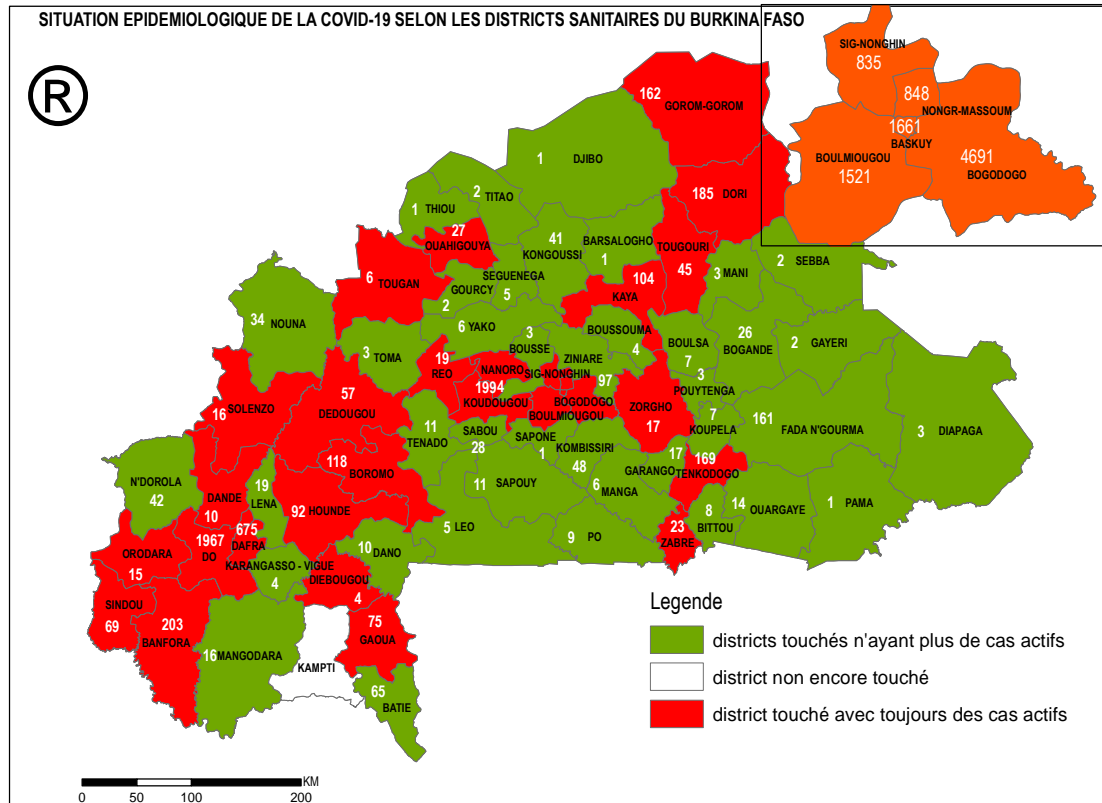 SITUATION EPIDEMIOLOGIQUE DE LA COVID-19 SELON LES DISTRICTS SANITAIRES DU BURKINA FASO
®
SIG-NONGHIN
835
848
NONGR-MASSOUM
1661
BASKUY
BOULMIOUGOU
1521
4691
BOGODOGO
162
GOROM-GOROM
1
DJIBO
185
DORI
2
TITAO
1
THIOU
27
OUAHIGOUYA
41
KONGOUSSI
BARSALOGHO
1
TOUGOURI
45
2
SEBBA
3
MANI
6
TOUGAN
SEGUENEGA
5
GOURCY
2
104
KAYA
34
NOUNA
6
YAKO
3
BOUSSE
BOUSSOUMA
4
BOULSA
7
26
BOGANDE
2
GAYERI
3
TOMA
19
REO
NANORO
SIG-NONGHIN
ZINIARE
97
3
POUYTENGA
57
DEDOUGOU
1994
KOUDOUGOU
BOGODOGO
BOULMIOUGOU
ZORGHO
17
7
KOUPELA
161
FADA N'GOURMA
3
DIAPAGA
16
SOLENZO
11
TENADO
SABOU
28
SAPONE
1
KOMBISSIRI
48
17
GARANGO
169
TENKODOGO
118
BOROMO
11
SAPOUY
6
MANGA
N'DOROLA
42
19
LENA
DANDE
10
92
HOUNDE
5
LEO
9
PO
8
BITTOU
14
OUARGAYE
1
PAMA
23
ZABRE
675
DAFRA
1967
DO
ORODARA
15
KARANGASSO - VIGUE
4
10
DANO
DIEBOUGOU
4
SINDOU
69
203
BANFORA
75
GAOUA
16
MANGODARA
KAMPTI
65
BATIE
Legende
districts touchés n'ayant plus de cas actifs
district non encore touché
district touché avec toujours des cas actifs
KM
0 50 100 200